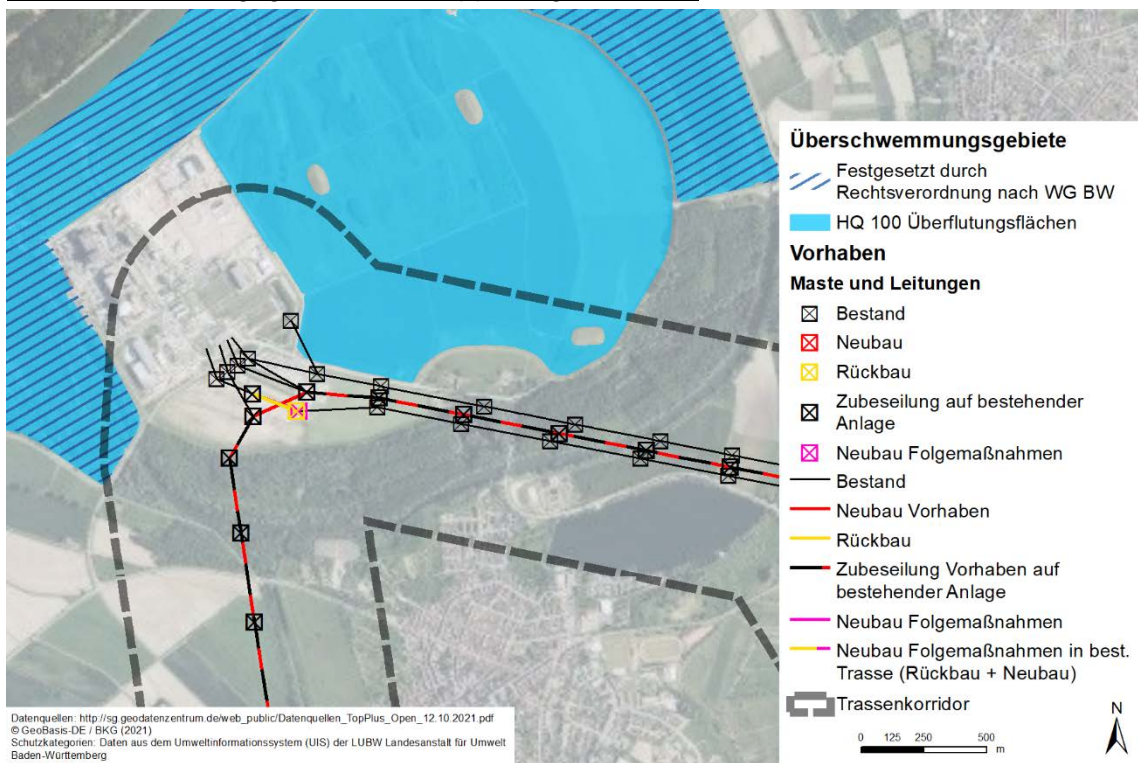 Überschwemmungsgebiete
Festgesetzt durch
Rechtsverordnung nach WG BW
HQ 100 Überflutungsflächen
Vorhaben
Maste und Leitungen
Bestand
Neubau
Rückbau
Zubeseilung auf bestehender
Anlage
Neubau Folgemaßnahmen
Bestand
Neubau Vorhaben
Rückbau
Zubeseilung Vorhaben auf
bestehender Anlage
Neubau Folgemaßnahmen
Neubau Folgemaßnahmen in best.
Trasse (Rückbau + Neubau)
Trassenkorridor
N
0 125 250 500
m
Datenquellen: http://sg.geodatenzentrum.de/web_public/Datenquellen_TopPlus_Open_12.10.2021.pdf
© GeoBasis-DE / BKG (2021)
Schutzkategorien: Daten aus dem Umweltinformationssystem (UIS) der LUBW Landesanstalt für Umwelt
Baden-Württemberg